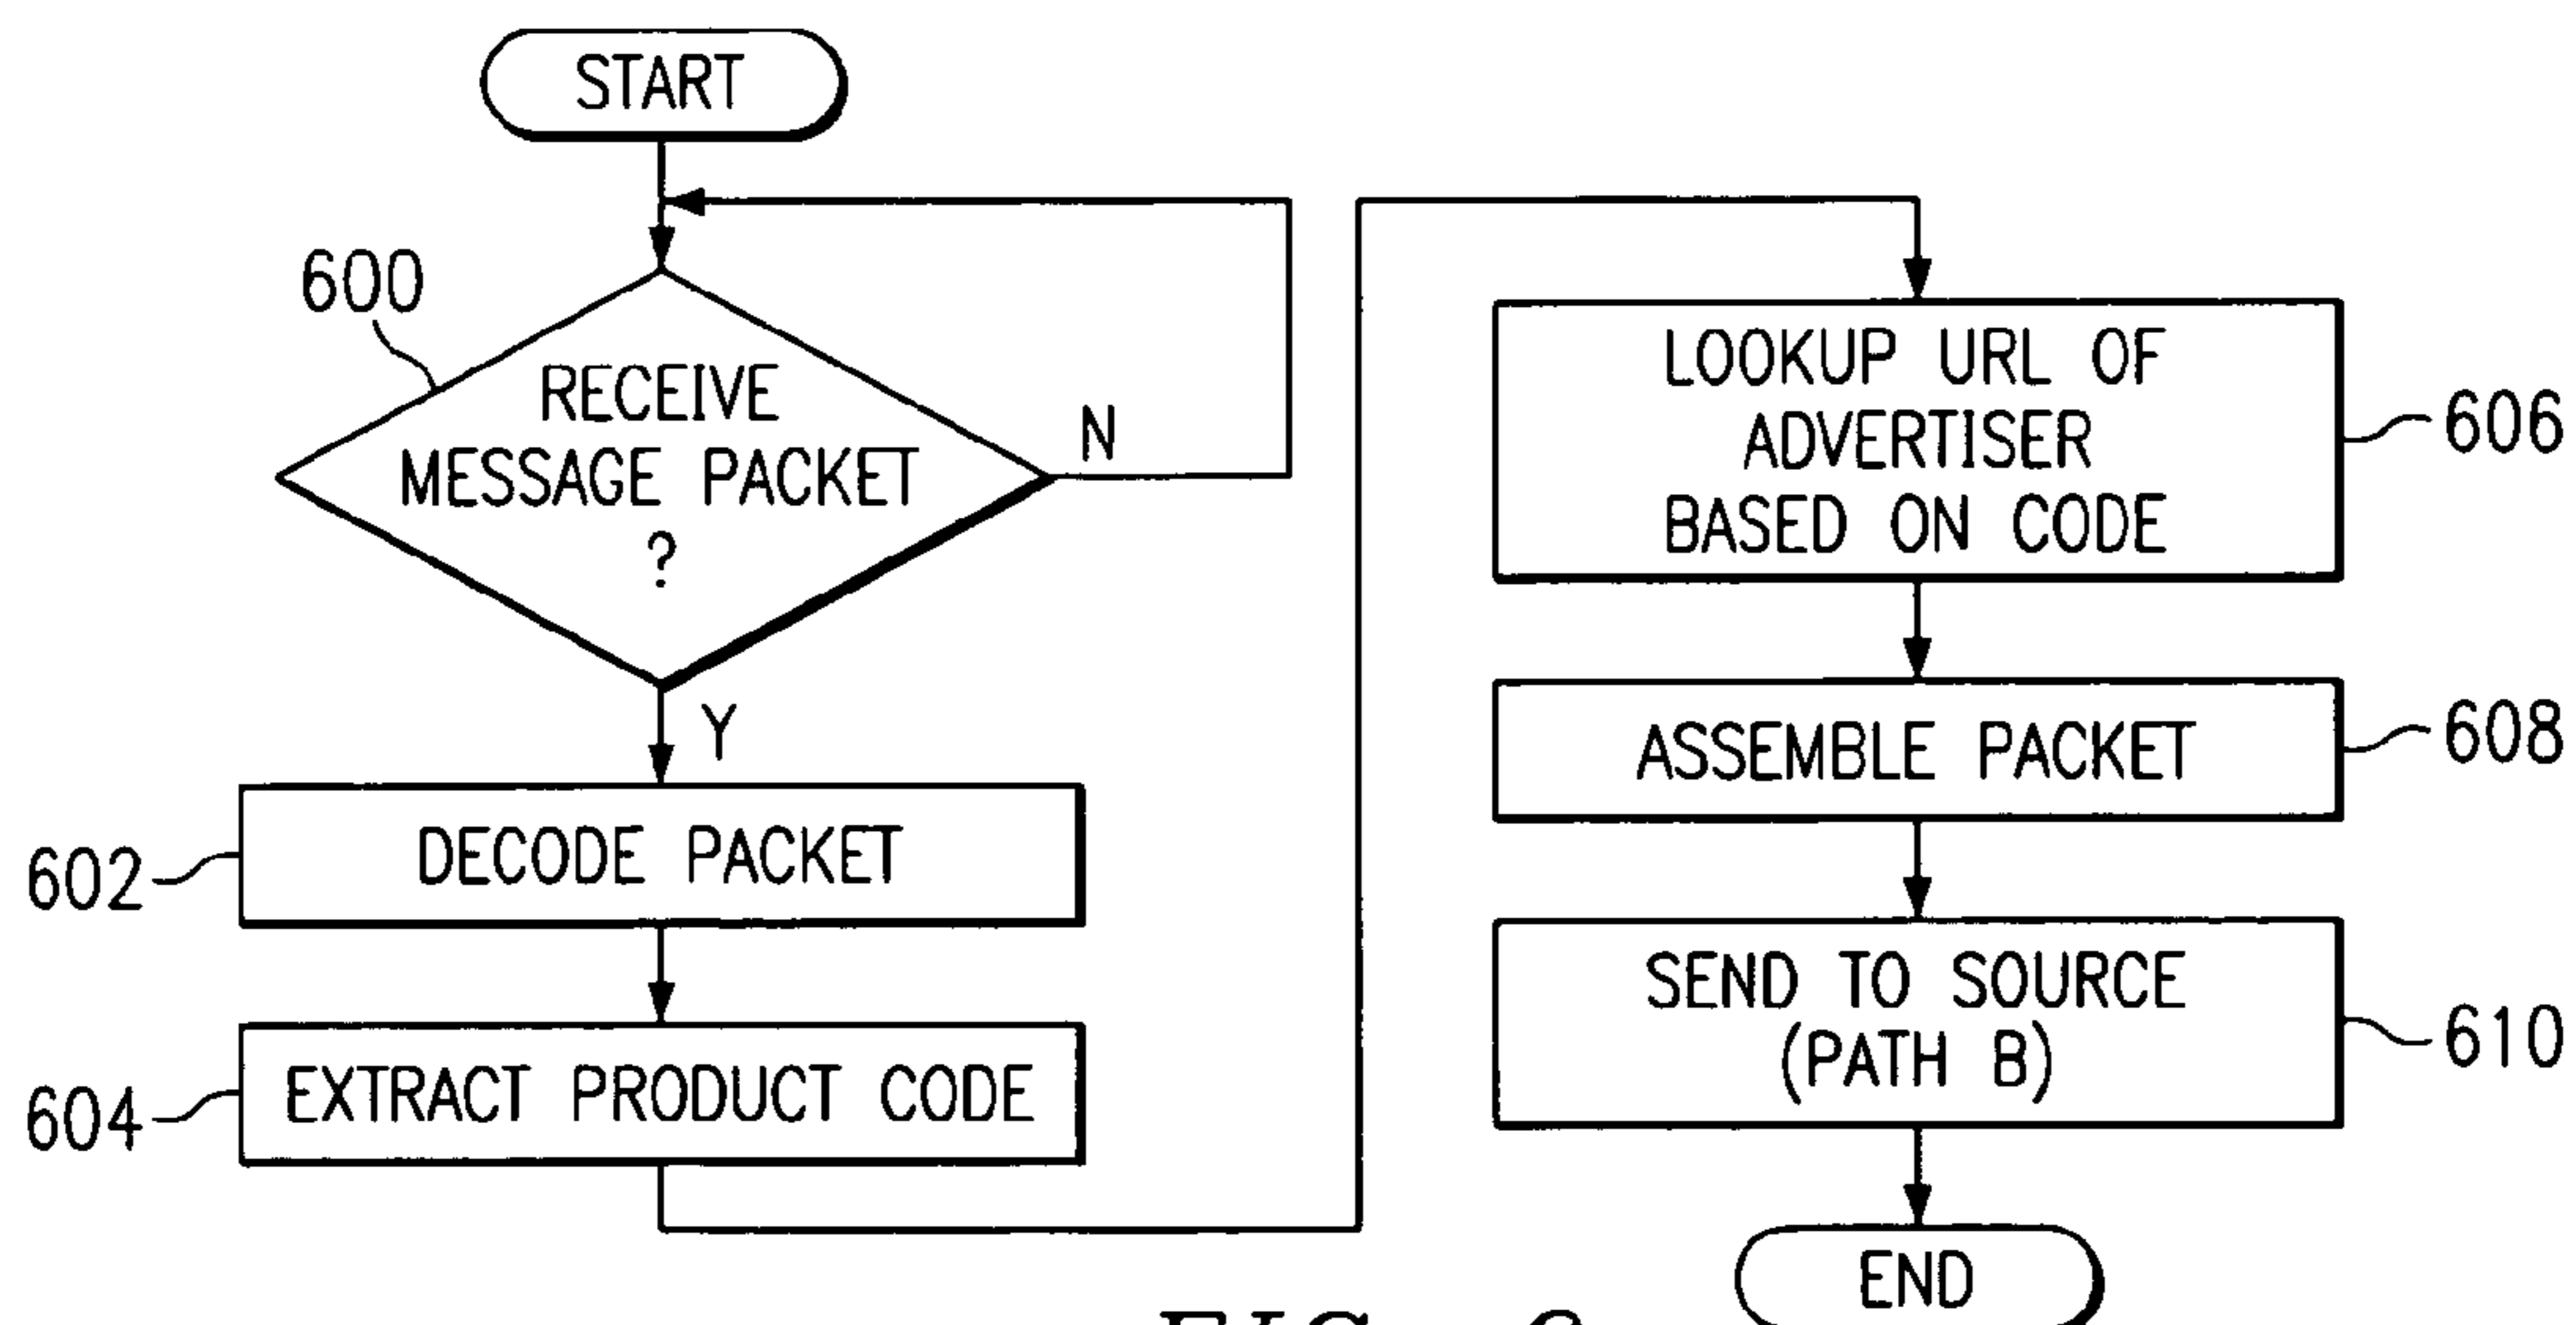 START
600
RECEIVE
MESSAGE PACKET
?
N
Y
602
DECODE PACKET
604
EXTRACT PRODUCT CODE
LOOKUP URL OF
ADVERTISER
BASED ON CODE
606
ASSEMBLE PACKET
608
SEND TO SOURCE
(PATH B)
610
END